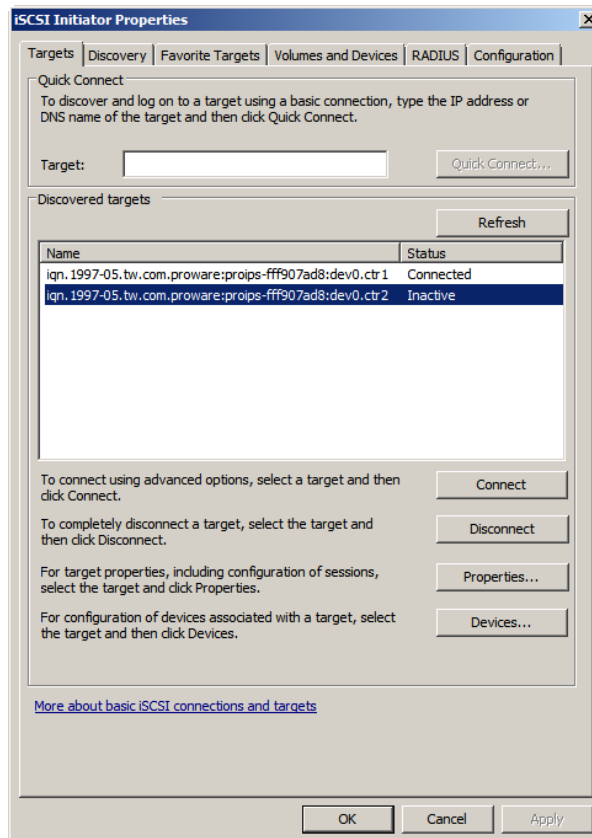 iSCSI Initiator Properties
Targets Discovery Favorite Targets Volumes and Devices RADIUS Configuration
Quick Connect
To discover and log on to a target using a basic connection, type the IP address or
DNS name of the target and then click Quick Connect.
Target: Quick Connect...
Discovered targets
Refresh
Name Status
iqn.1997-05.tw.com.proware:proips-fff907ad8:dev0.ctr1 Connected
iqn.1997-05.tw.com.proware:proips-fff907ad8:dev0.ctr2 Inactive
To connect using advanced options, select a target and then
click Connect.
Connect
To completely disconnect a target, select the target and
then click Disconnect.
Disconnect
For target properties, including configuration of sessions,
select the target and click Properties.
Properties...
For configuration of devices associated with a target, select
the target and then click Devices.
Devices...
More about basic iSCSI connections and targets
OK Cancel Apply